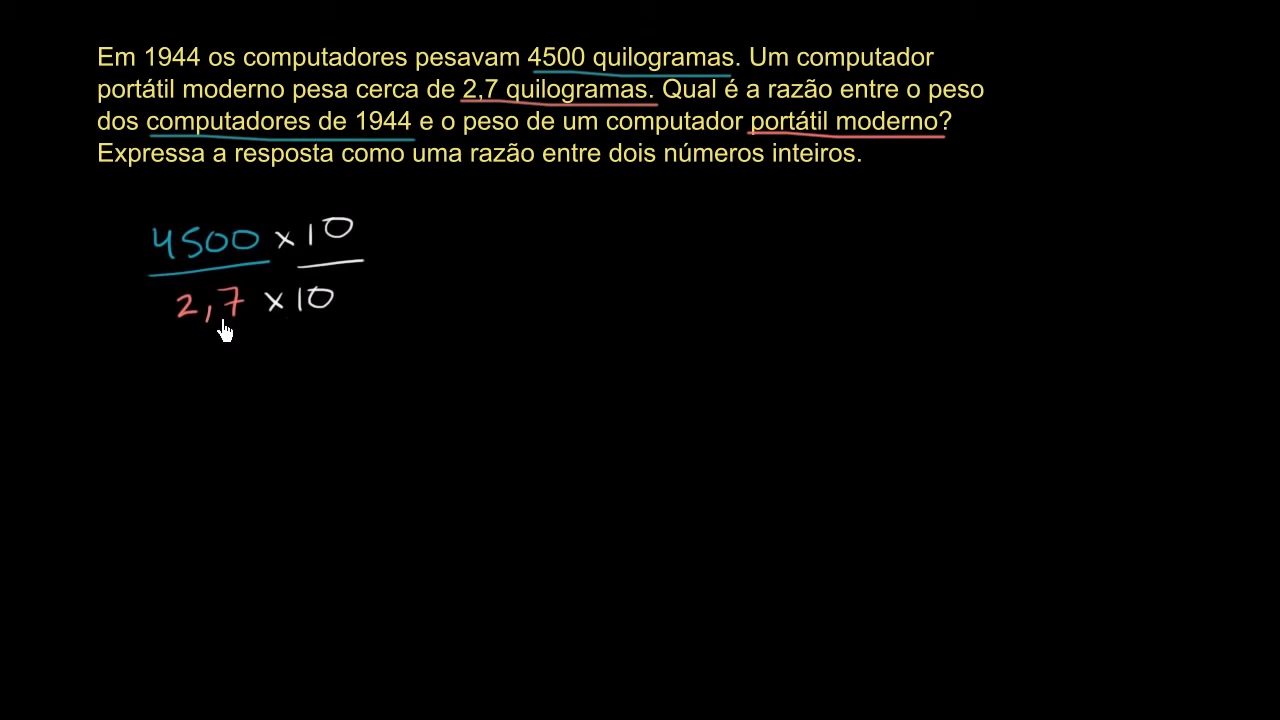 Em 1944 os computadores pesavam 4500 quilogramas. Um computador
portátil moderno pesa cerca de 2,7 quilogramas. Qual é a razão entre o peso
dos computadores de 1944 e o peso de um computador portátil moderno?
Expressa a resposta como uma razão entre dois números inteiros.
4500 x 10
2,7 x 10